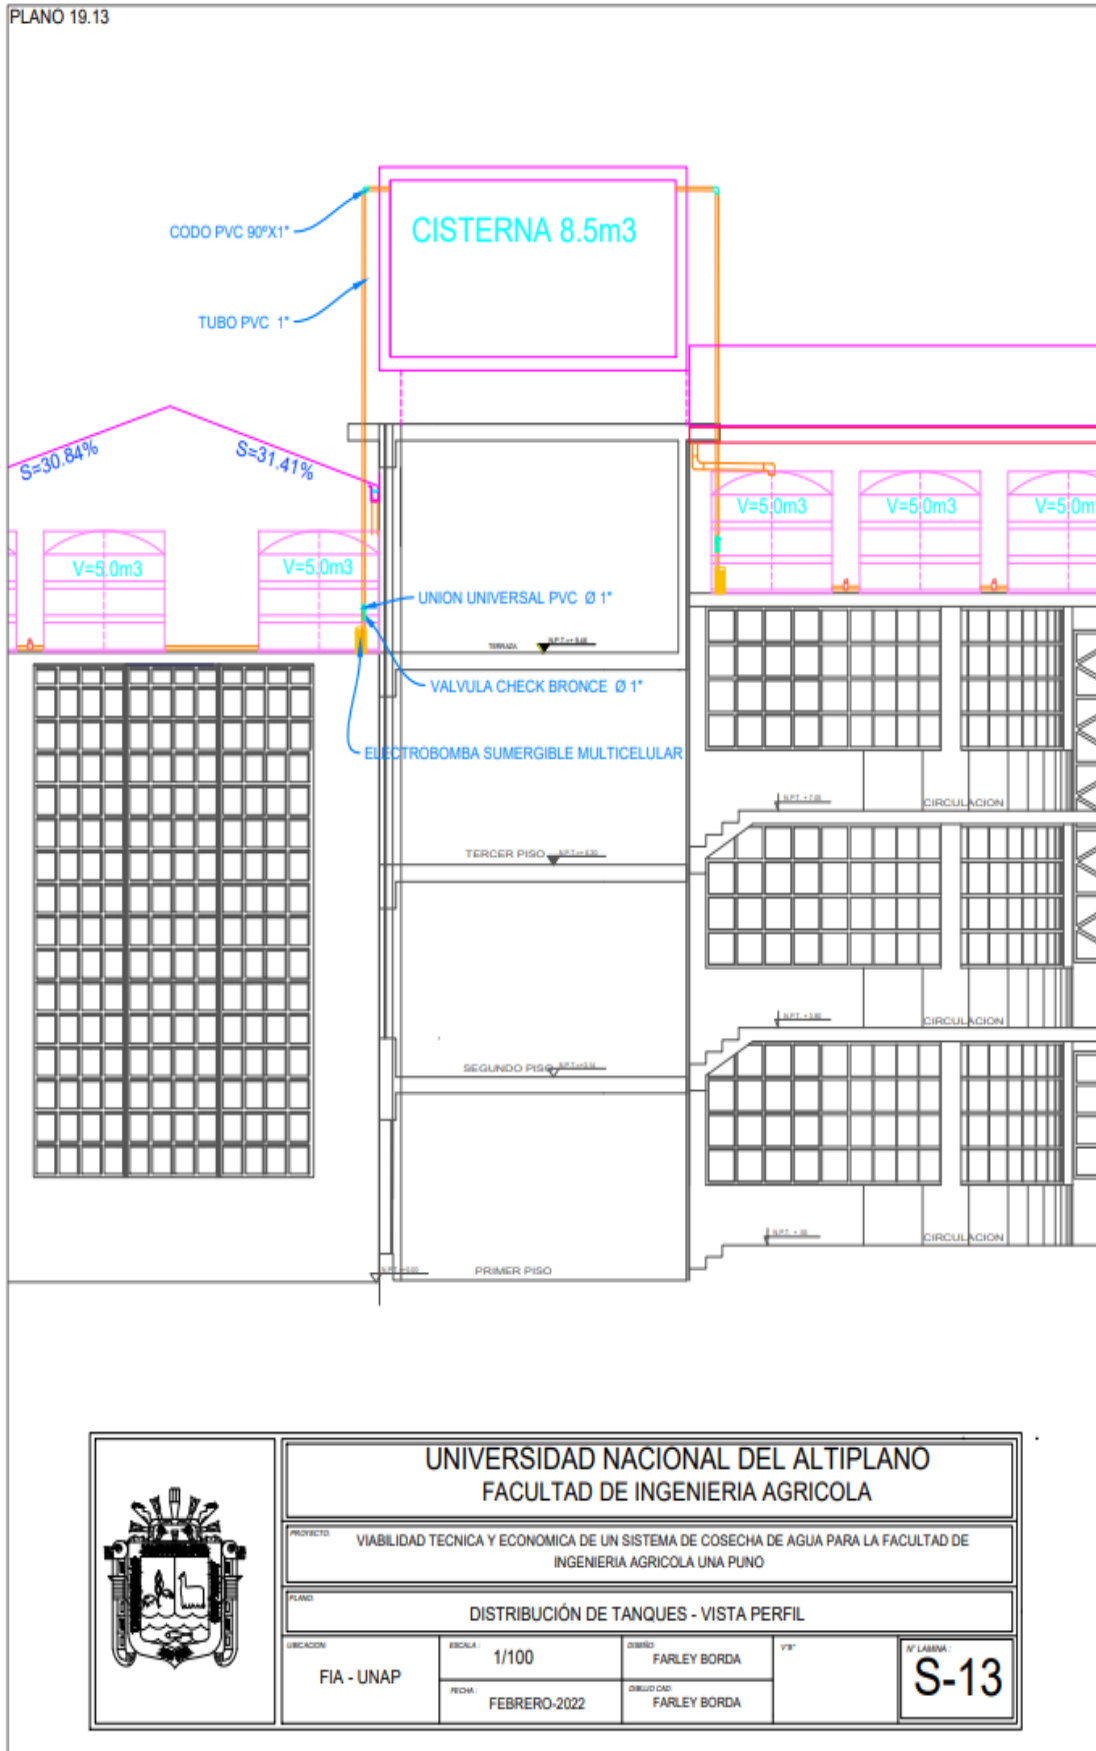 PLANO 19.13
CISTERNA 8.5m3
CODO PVC 90ºX1"
TUBO PVC 1"
S=30.84%
S=31.41%
V=5.0m3
V=5.0m3
V=5.0m3
V=5.0m3
V=5.0m
UNION UNIVERSAL PVC Ø 1"
TERRAZA
VALVULA CHECK BRONCE Ø 1"
ELECTROBOMBA SUMERGIBLE MULTICELULAR
CIRCULACION
TERCER PISO
CIRCULACION
SEGUNDO PISO
CIRCULACION
PRIMER PISO
UNIVERSIDAD NACIONAL DEL ALTIPLANO
FACULTAD DE INGENIERIA AGRICOLA
PROYECTO:
VIABILIDAD TECNICA Y ECONOMICA DE UN SISTEMA DE COSECHA DE AGUA PARA LA FACULTAD DE
INGENIERIA AGRICOLA UNA PUNO
PLANO:
DISTRIBUCIÓN DE TANQUES - VISTA PERFIL
UBICACION:
FIA - UNAP
ESCALA :
1/100
FECHA :
FEBRERO-2022
DISEÑO:
FARLEY BORDA
DIBUJO CAD:
FARLEY BORDA
VºBº
Nº LAMINA :
S-13